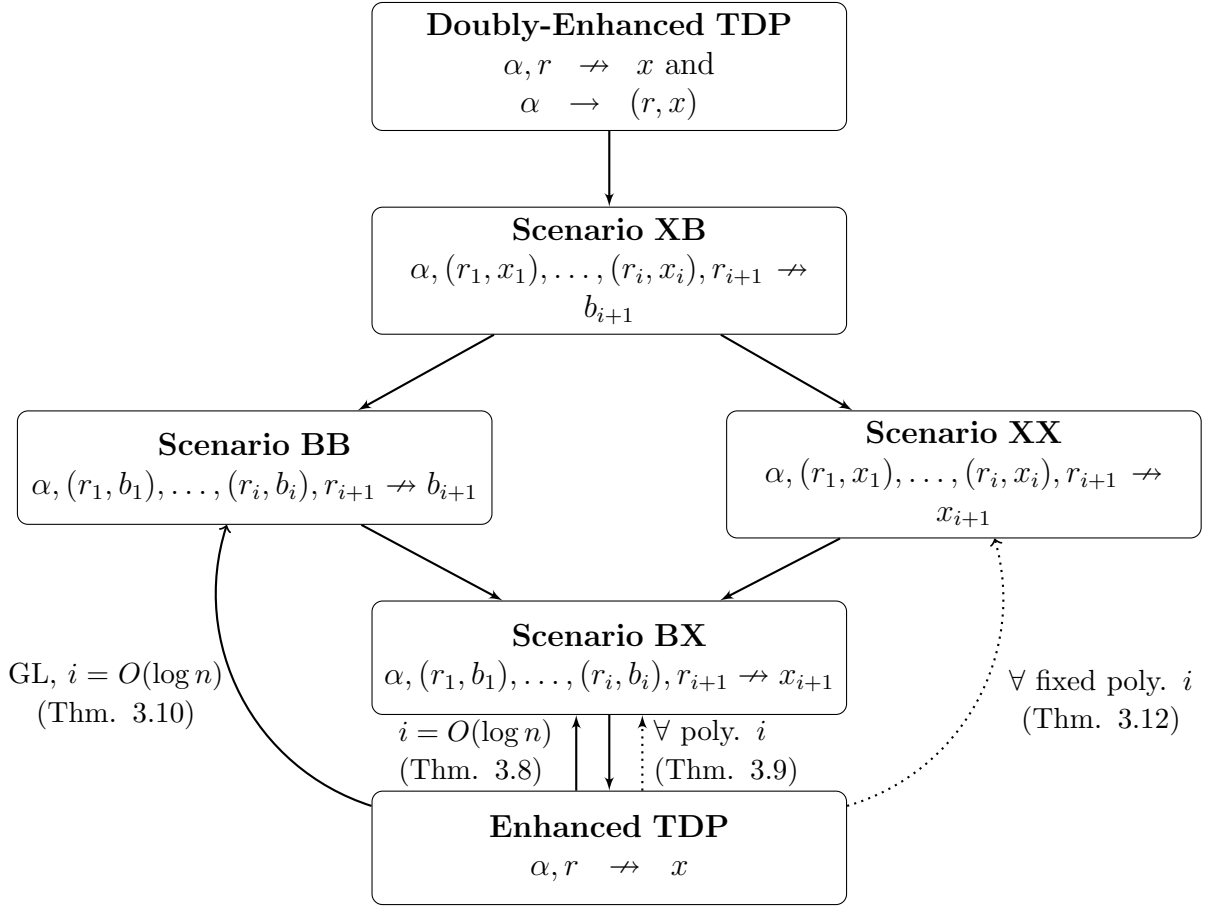 Doubly-Enhanced TDP
α, r ↛ x and
α → (r, x)
Scenario XB
α, (r₁, x₁), . . . , (rᵢ, xᵢ), rᵢ₊₁ ↛
bᵢ₊₁
Scenario BB
α, (r₁, b₁), . . . , (rᵢ, bᵢ), rᵢ₊₁ ↛ bᵢ₊₁
Scenario XX
α, (r₁, x₁), . . . , (rᵢ, xᵢ), rᵢ₊₁ ↛
xᵢ₊₁
Scenario BX
α, (r₁, b₁), . . . , (rᵢ, bᵢ), rᵢ₊₁ ↛ xᵢ₊₁
GL, i = O(log n)
(Thm. 3.10)
∀ fixed poly. i
(Thm. 3.12)
i = O(log n)
(Thm. 3.8)
∀ poly. i
(Thm. 3.9)
Enhanced TDP
α, r ↛ x